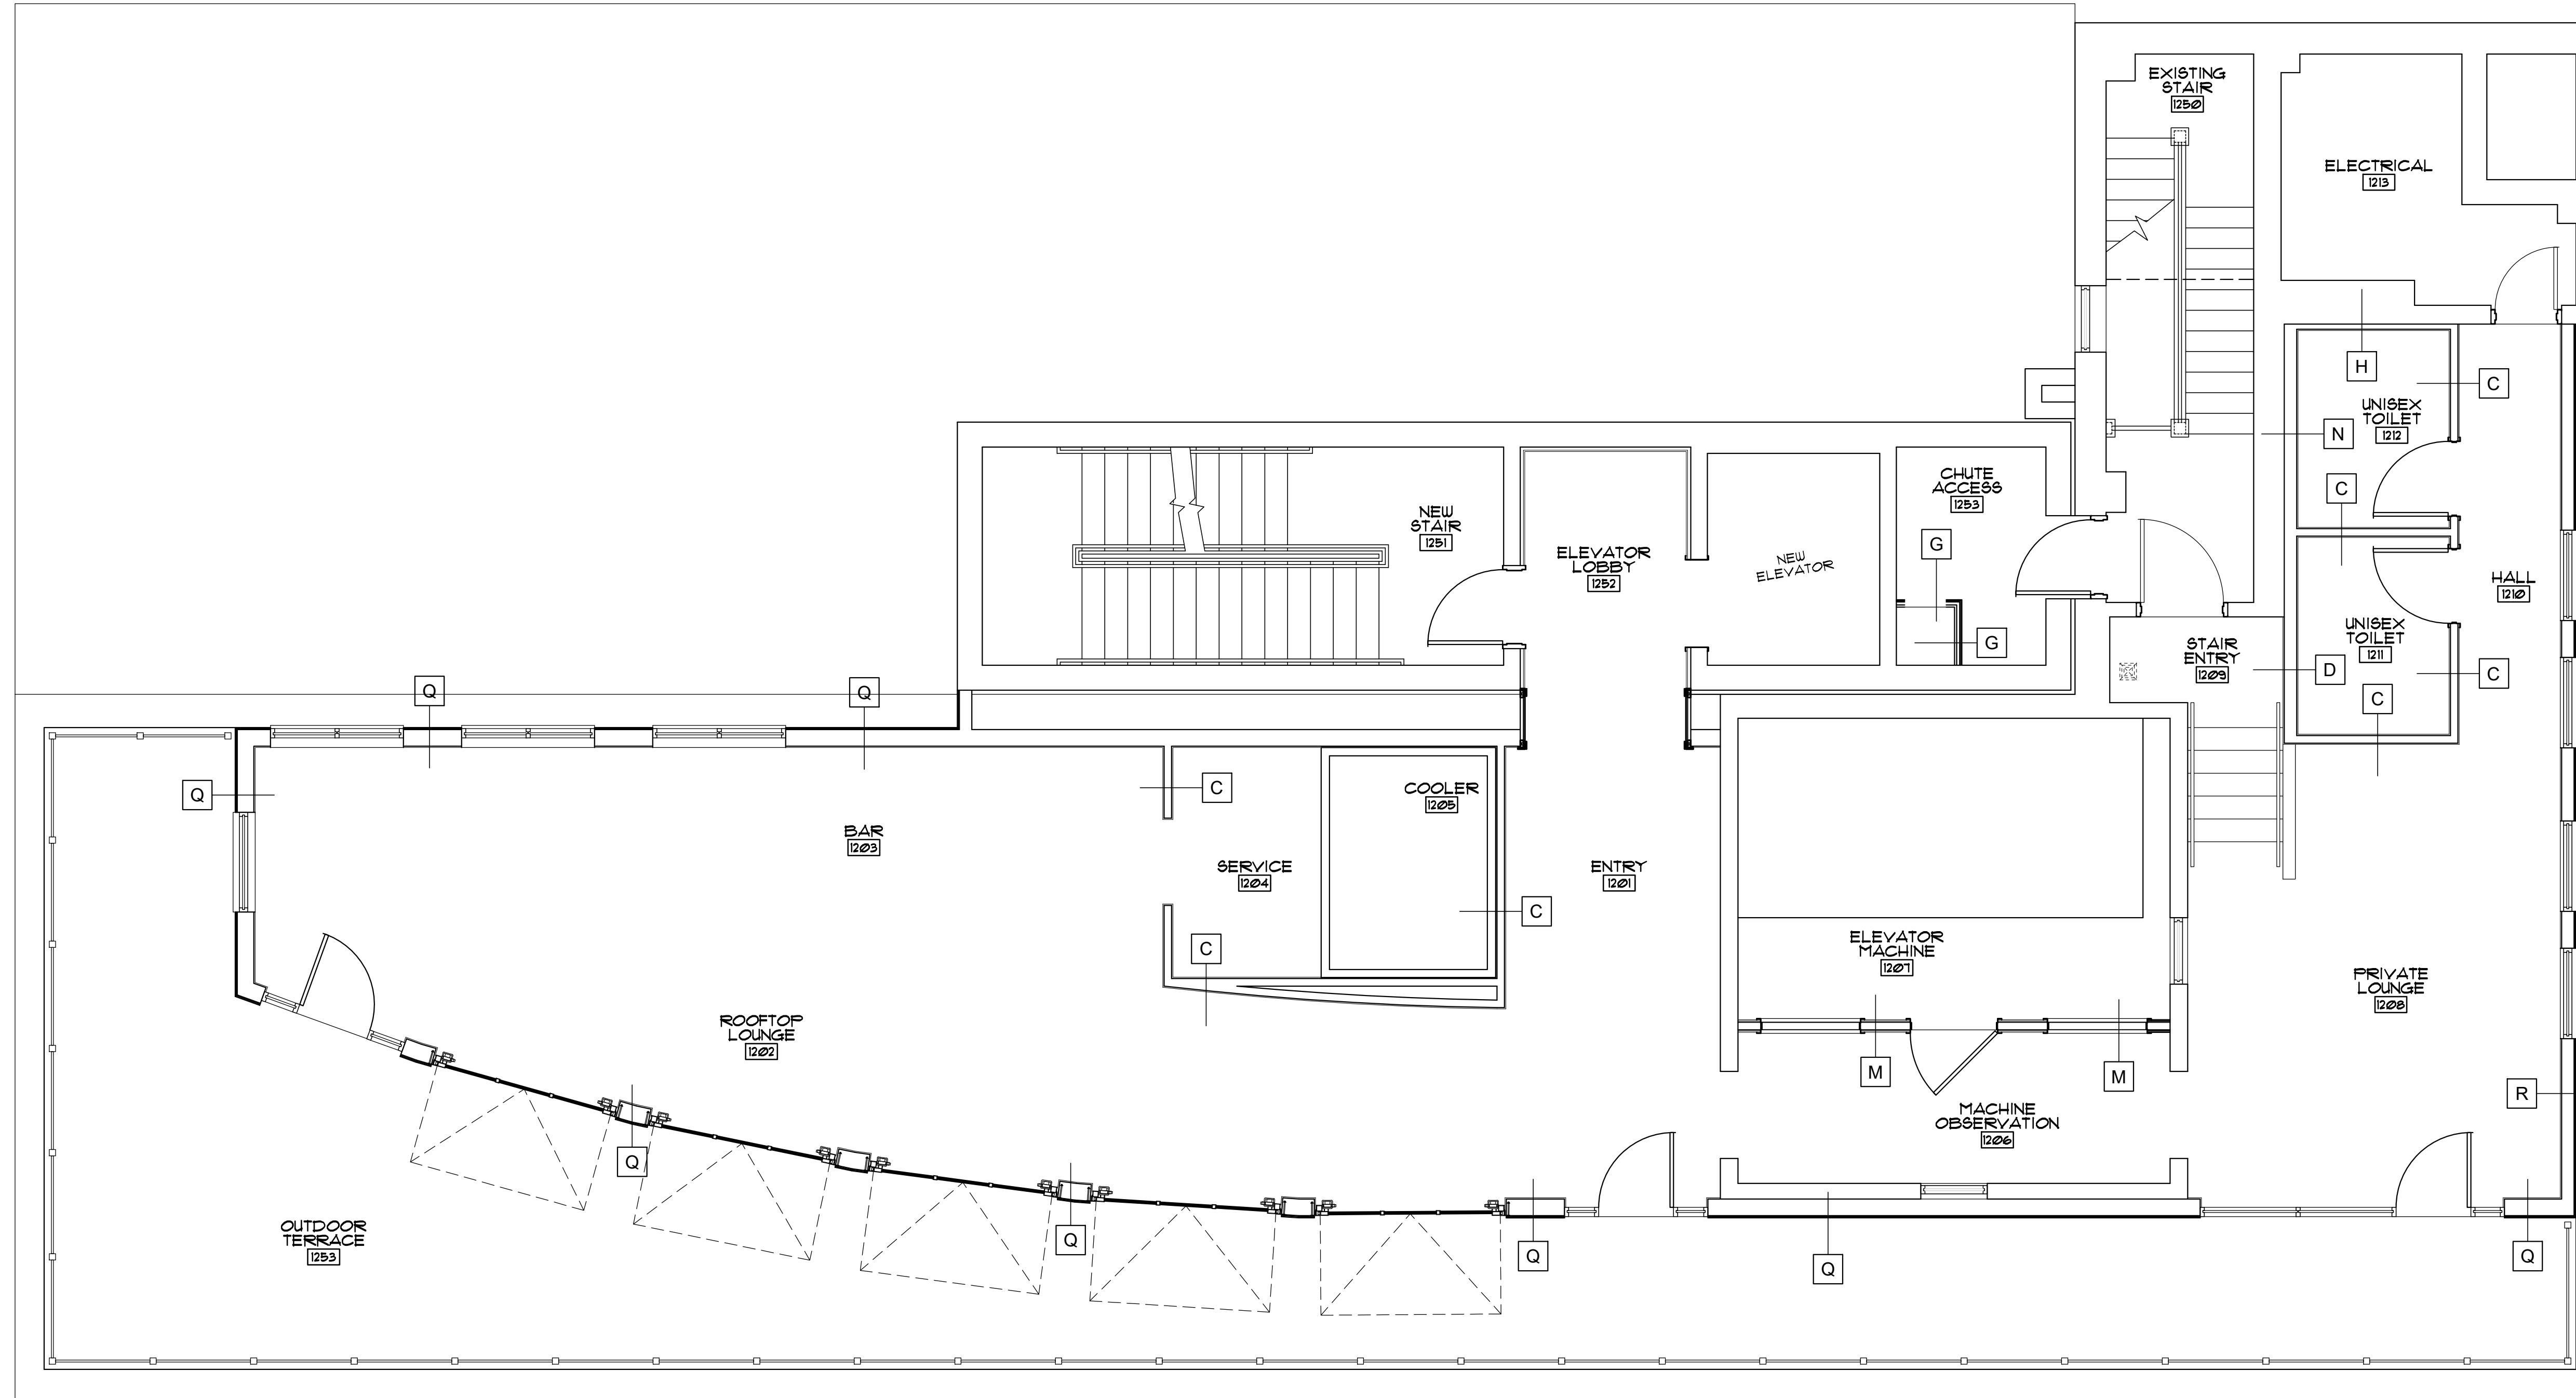 EXISTING
STAIR
1250
ELECTRICAL
1213
H
C
UNISEX
TOILET
1212
N
C
CHUTE
ACCESS
1253
NEW
STAIR
1251
ELEVATOR
LOBBY
1252
NEW
ELEVATOR
G
G
HALL
1210
UNISEX
TOILET
1211
STAIR
ENTRY
1209
D
C
C
Q
Q
Q
C
COOLER
1205
BAR
1203
SERVICE
1204
ENTRY
1201
C
C
ELEVATOR
MACHINE
1207
PRIVATE
LOUNGE
1208
ROOFTOP
LOUNGE
1202
M
M
R
MACHINE
OBSERVATION
1206
Q
Q
Q
Q
Q
OUTDOOR
TERRACE
1253